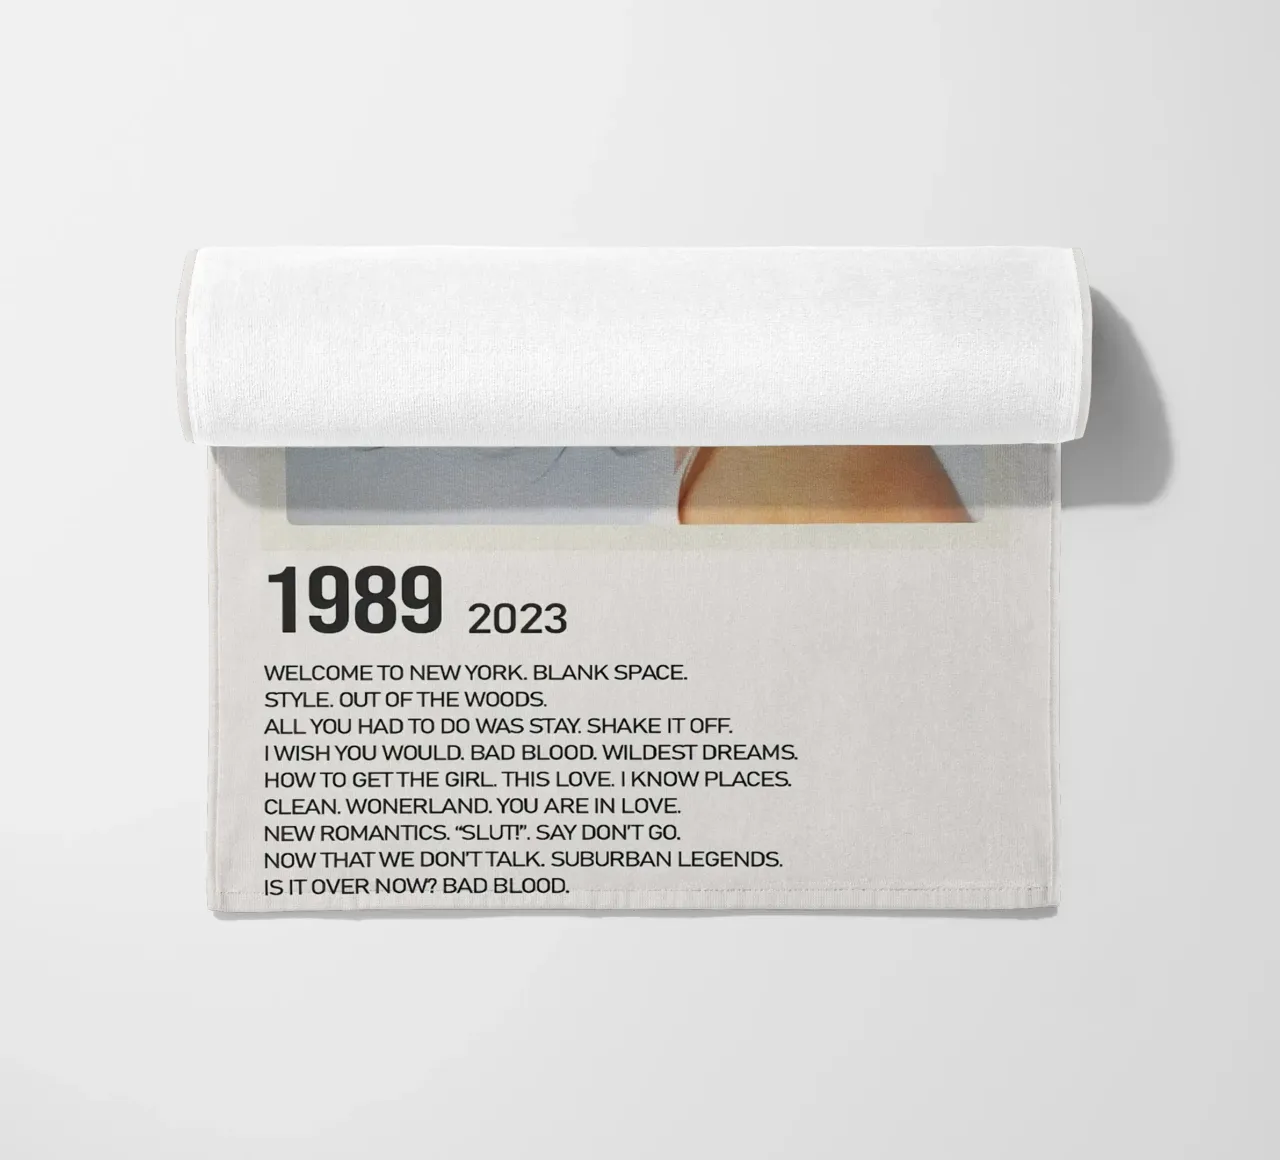 1989 2023
WELCOME TO NEW YORK. BLANK SPACE.
STYLE. OUT OF THE WOODS.
ALL YOU HAD TO DO WAS STAY. SHAKE IT OFF.
I WISH YOU WOULD. BAD BLOOD. WILDEST DREAMS.
HOW TO GET THE GIRL. THIS LOVE. I KNOW PLACES.
CLEAN. WONERLAND. YOU ARE IN LOVE.
NEW ROMANTICS. “SLUT!”. SAY DON'T GO.
NOW THAT WE DON'T TALK. SUBURBAN LEGENDS.
IS IT OVER NOW? BAD BLOOD.